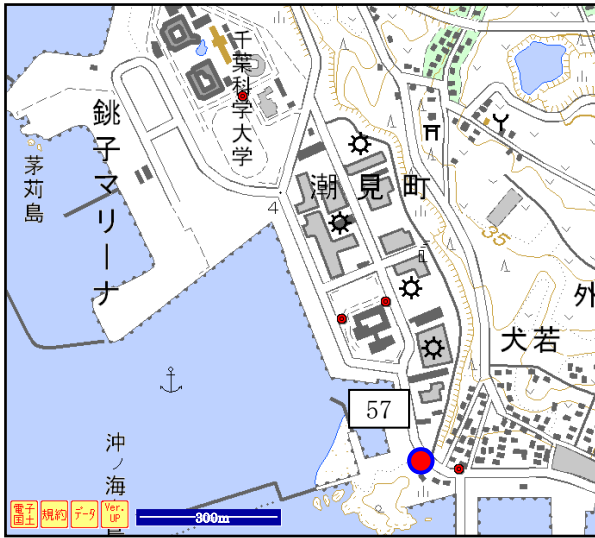 千葉科学大学
銚子マリーナ
茅苅島
潮見町
4
35
外
犬若
57
沖ノ海
島
電子国土
規約
データ
Ver.UP
300m